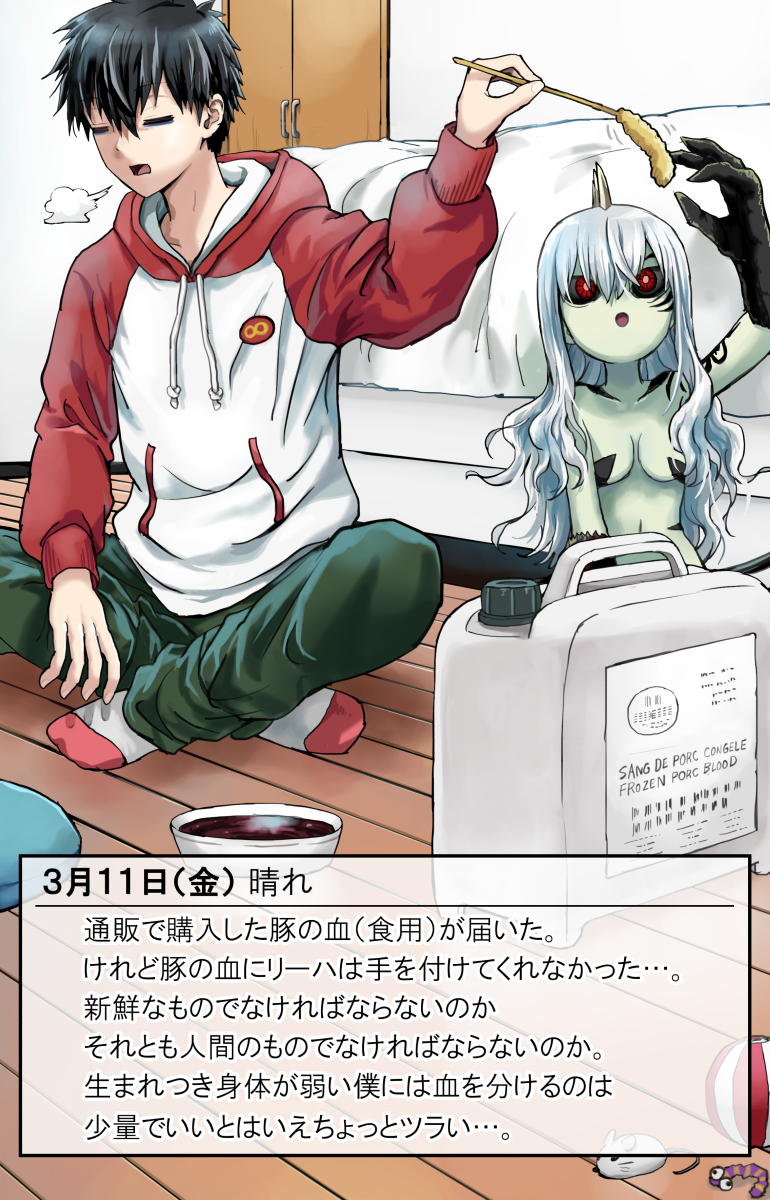 SANG DE PORC CONGELE
FROZEN PORC BLOOD
3月11日(金) 晴れ
通販で購入した豚の血(食用)が届いた。
けれど豚の血にリーハは手を付けてくれなかった…。
新鮮なものでなければならないのか
それとも人間のものでなければならないのか。
生まれつき身体が弱い僕には血を分けるのは
少量でいいとはいえちょっとツラい…。